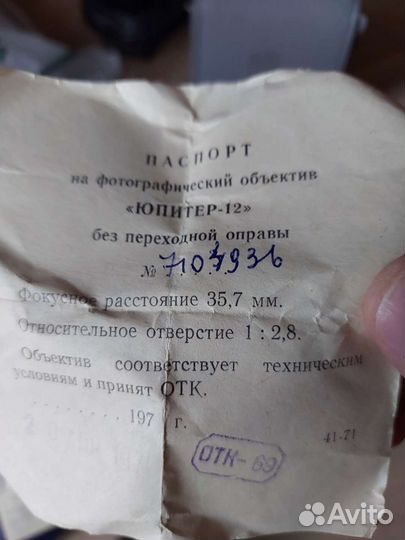 ПАСПОРТ
на фотографический объектив
«ЮПИТЕР-12»
без переходной оправы
№ 7107936
Фокусное расстояние 35,7 мм.
Относительное отверстие 1 : 2,8.
Объектив соответствует техническим
условиям и принят ОТК.
. . . . . . . . 197 г.
41-71
ОТК-69
Avito